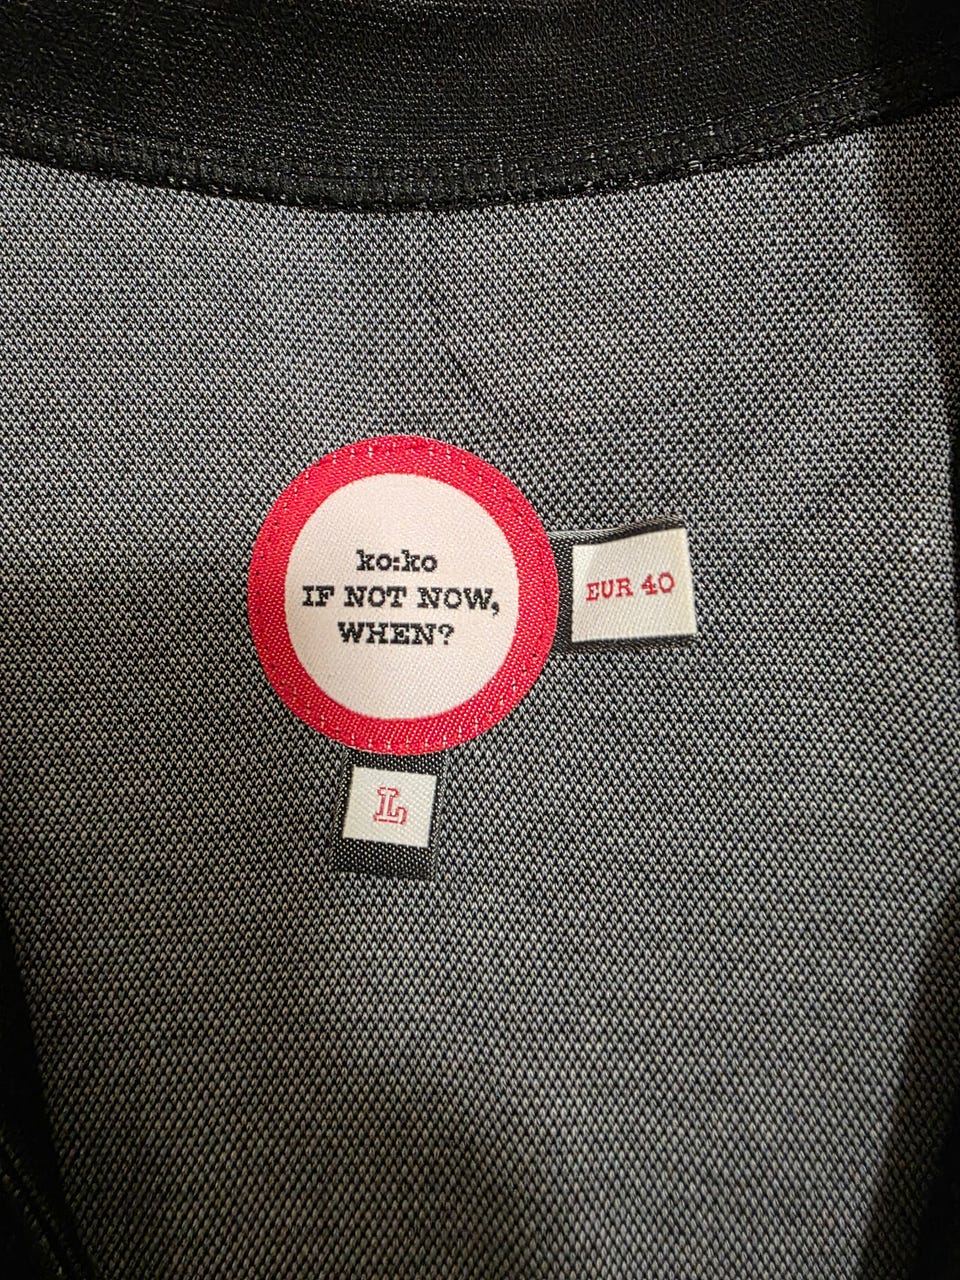 ko:ko
IF NOT NOW,
WHEN?
EUR 40
L